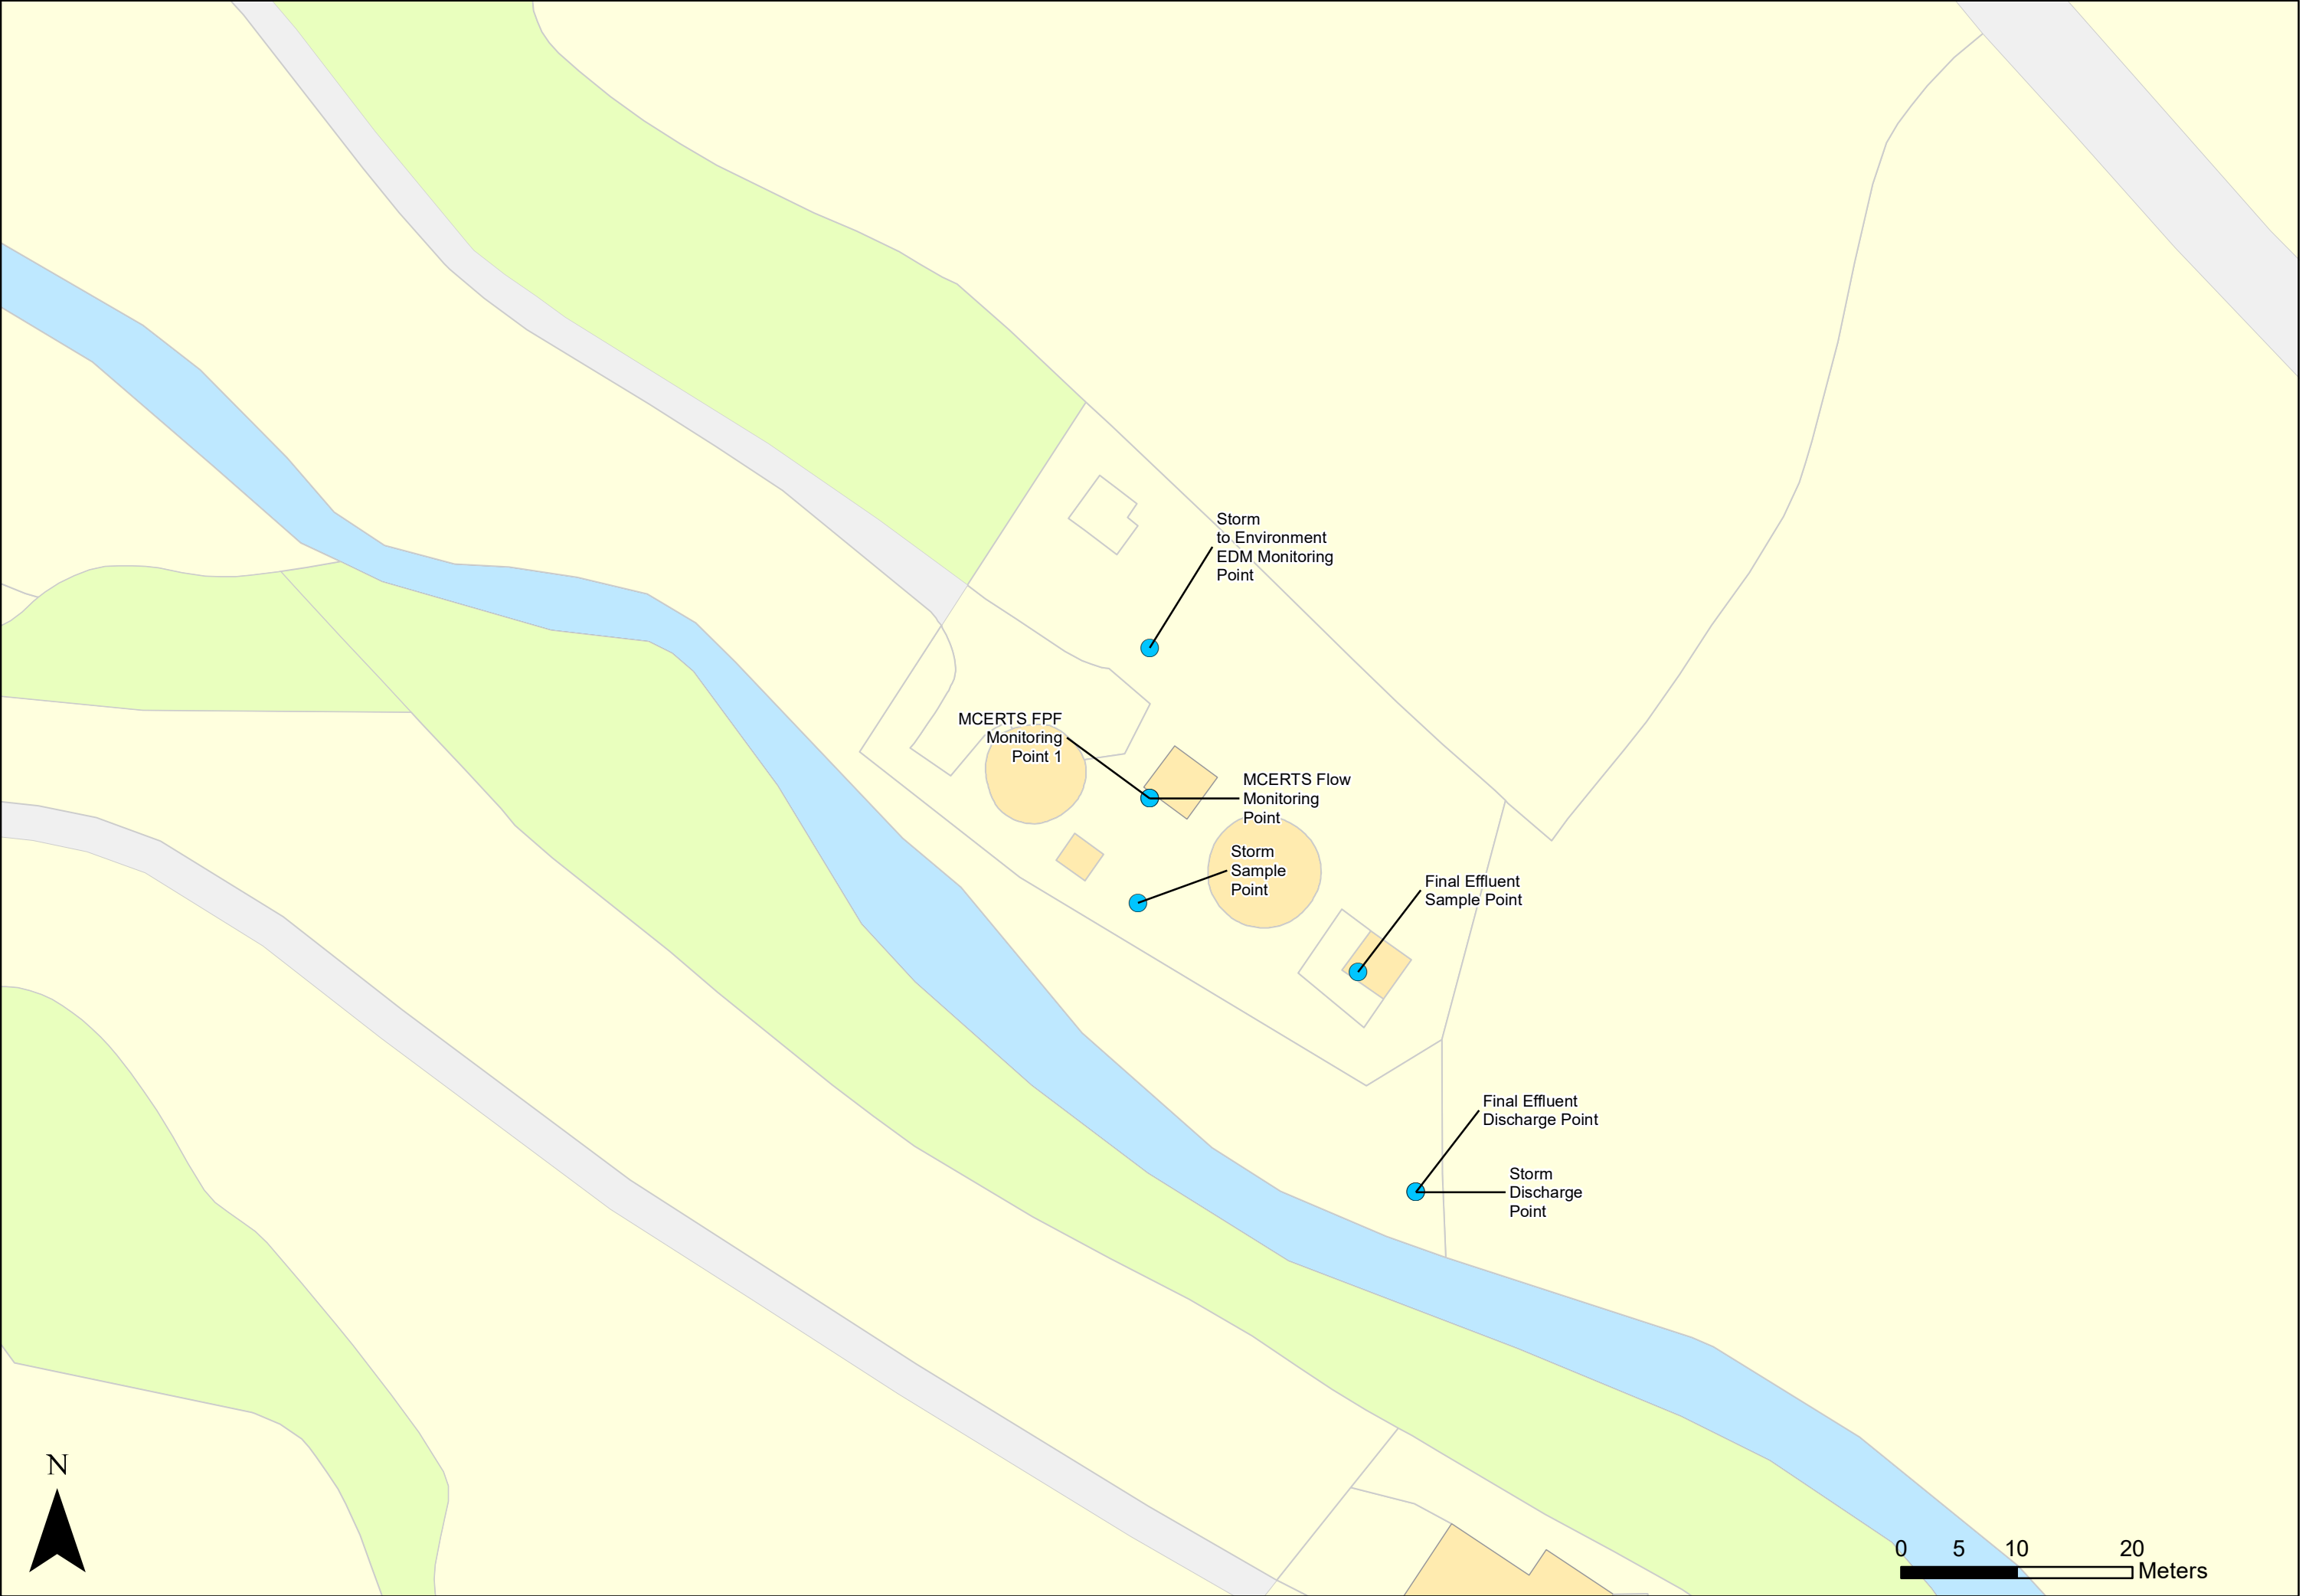 Storm
to Environment
EDM Monitoring
Point
MCERTS FPF
Monitoring
Point 1
MCERTS Flow
Monitoring
Point
Storm
Sample
Point
Final Effluent
Sample Point
Final Effluent
Discharge Point
Storm
Discharge
Point
N
0 5 10 20
Meters